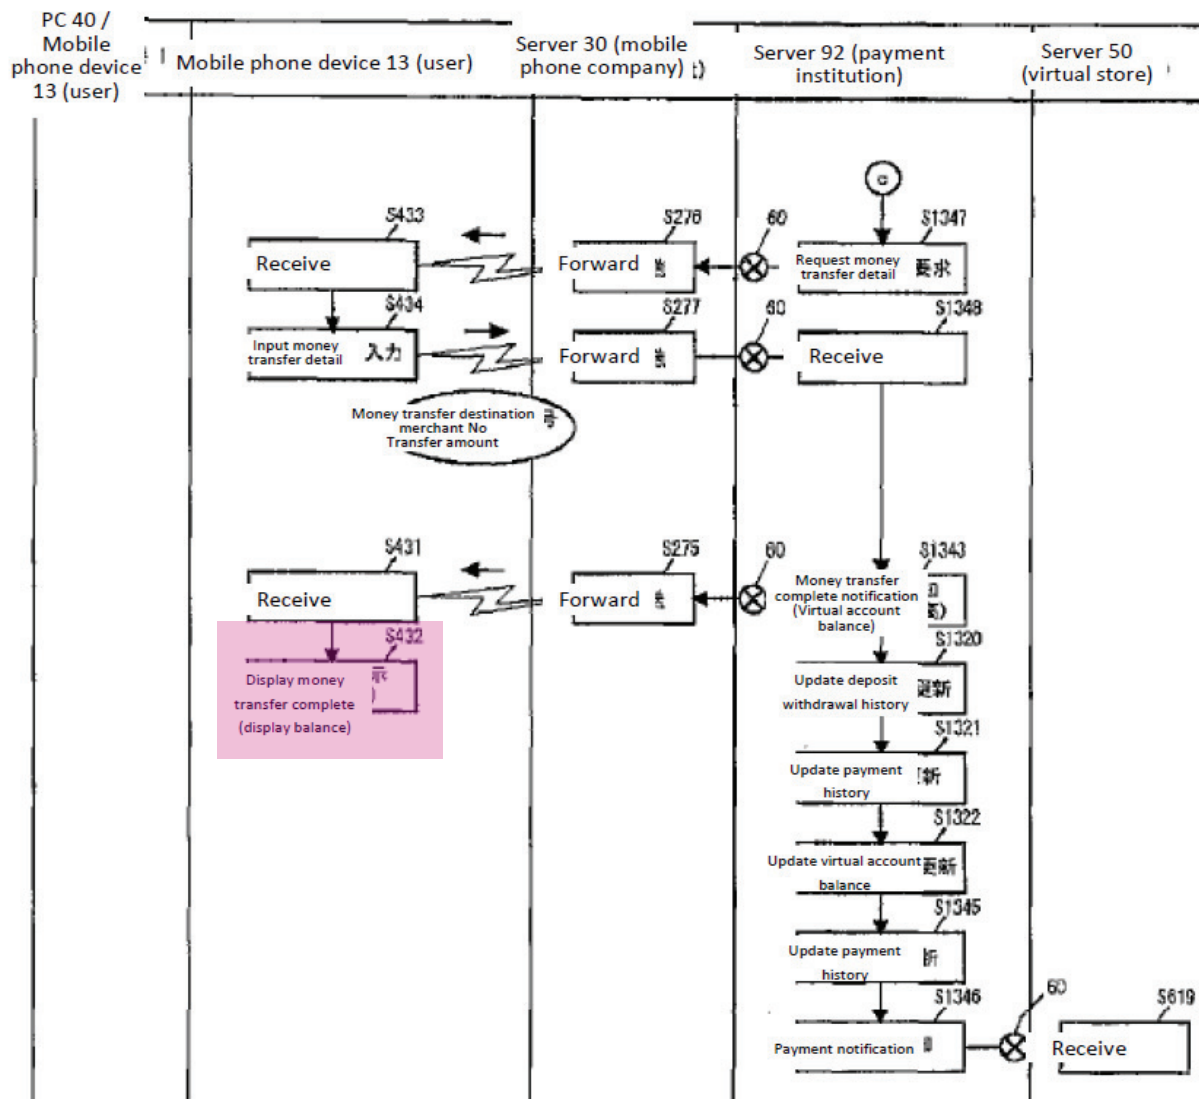 PC 40 /
Mobile
phone device
13 (user)
Mobile phone device 13 (user)
Server 30 (mobile
phone company)
Server 92 (payment
institution)
Server 50
(virtual store)
G
S433
S276
60
S1347
Receive
Forward
Request money
transfer detail
要求
S434
S277
60
S1348
Input money
transfer detail
入力
Forward
Receive
Money transfer destination
merchant No
Transfer amount
S431
S275
60
S1343
Receive
Forward
Money transfer
complete notification
(Virtual account
balance)
S432
S1320
Display money
transfer complete
(display balance)
示
Update deposit
withdrawal history
更新
S1321
Update payment
history
新
S1322
Update virtual account
balance
更新
S1345
Update payment
history
新
S1346
60
S619
Payment notification
Receive